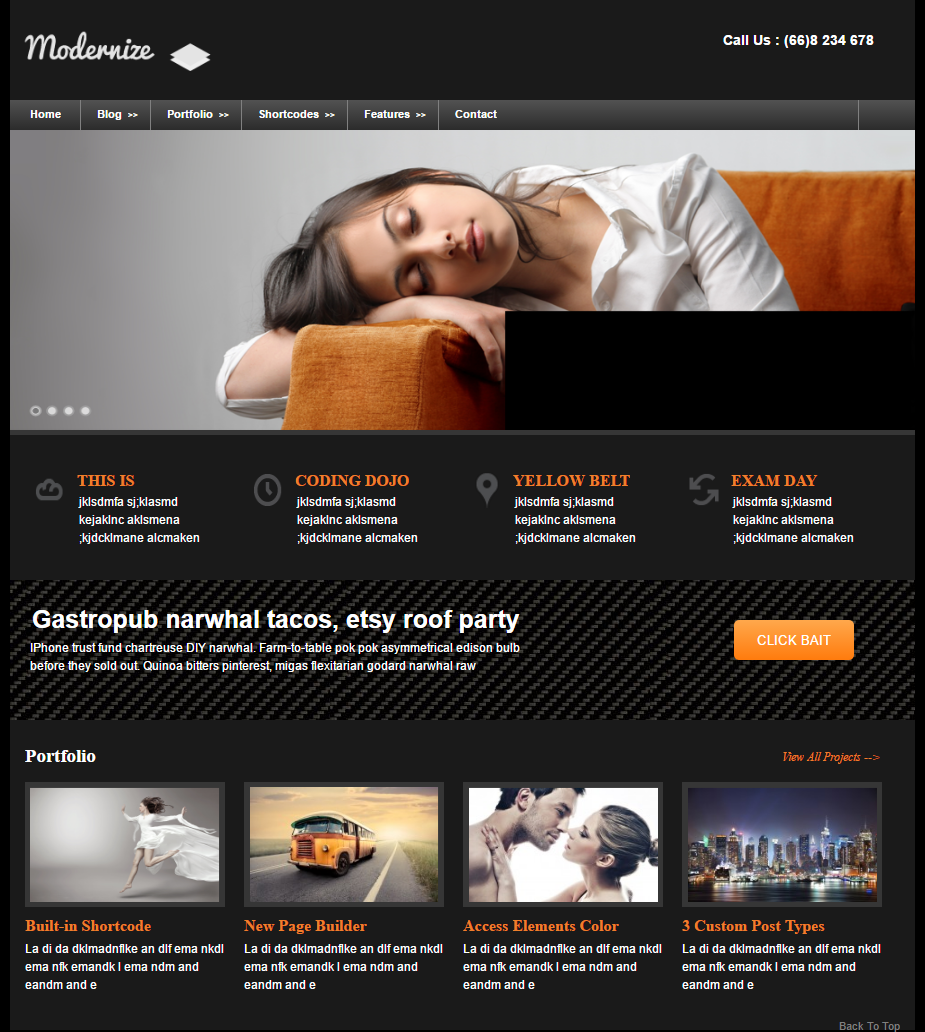 Modernize
Call Us : (66)8 234 678
Home Blog >> Portfolio >> Shortcodes >> Features >> Contact
THIS IS
jklsdmfa sj;klasmd
kejaklnc aklsmena
;kjdcklmane alcmaken
CODING DOJO
jklsdmfa sj;klasmd
kejaklnc aklsmena
;kjdcklmane alcmaken
YELLOW BELT
jklsdmfa sj;klasmd
kejaklnc aklsmena
;kjdcklmane alcmaken
EXAM DAY
jklsdmfa sj;klasmd
kejaklnc aklsmena
;kjdcklmane alcmaken
Gastropub narwhal tacos, etsy roof party
IPhone trust fund chartreuse DIY narwhal. Farm-to-table pok pok asymmetrical edison bulb
before they sold out. Quinoa bitters pinterest, migas flexitarian godard narwhal raw
CLICK BAIT
Portfolio
View All Projects -->
Built-in Shortcode
La di da dklmadnflke an dlf ema nkdl
ema nfk emandk l ema ndm and
eandm and e
New Page Builder
La di da dklmadnflke an dlf ema nkdl
ema nfk emandk l ema ndm and
eandm and e
Access Elements Color
La di da dklmadnflke an dlf ema nkdl
ema nfk emandk l ema ndm and
eandm and e
3 Custom Post Types
La di da dklmadnflke an dlf ema nkdl
ema nfk emandk l ema ndm and
eandm and e
Back To Top